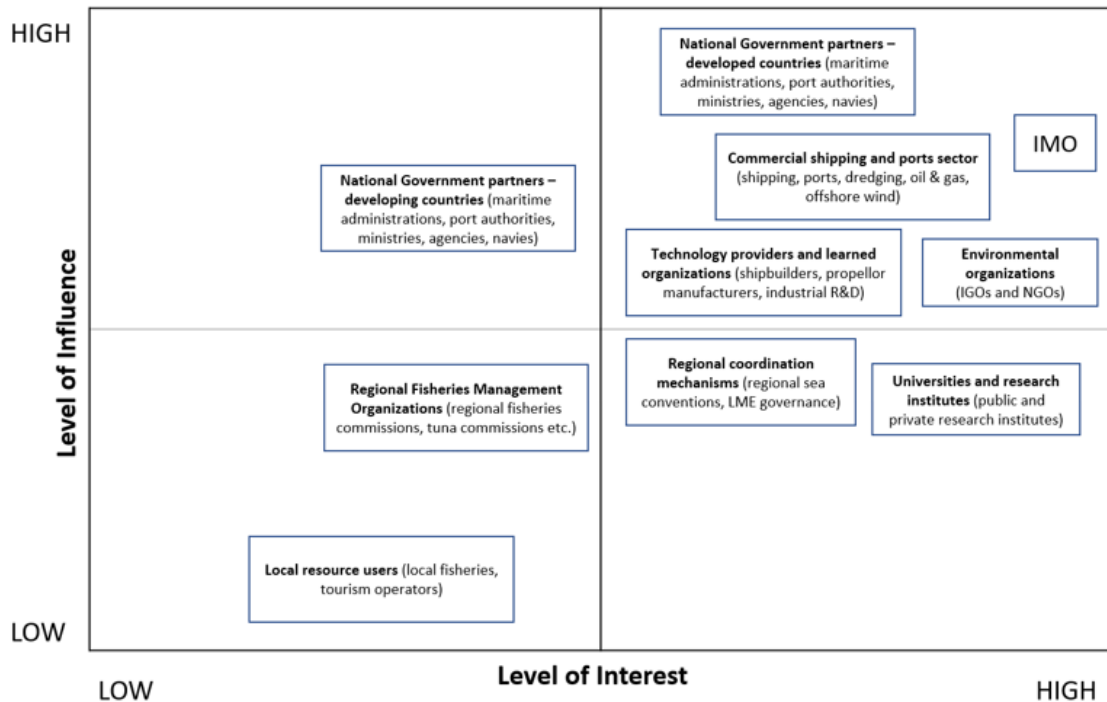 HIGH
National Government partners –
developed countries (maritime
administrations, port authorities,
ministries, agencies, navies)
IMO
Commercial shipping and ports sector
(shipping, ports, dredging, oil & gas,
offshore wind)
National Government partners –
developing countries (maritime
administrations, port authorities,
ministries, agencies, navies)
Technology providers and learned
organizations (shipbuilders, propellor
manufacturers, industrial R&D)
Environmental
organizations
(IGOs and NGOs)
Level of Influence
Regional Fisheries Management
Organizations (regional fisheries
commissions, tuna commissions etc.)
Regional coordination
mechanisms (regional sea
conventions, LME governance)
Universities and research
institutes (public and
private research institutes)
Local resource users (local fisheries,
tourism operators)
LOW
Level of Interest
LOW
HIGH